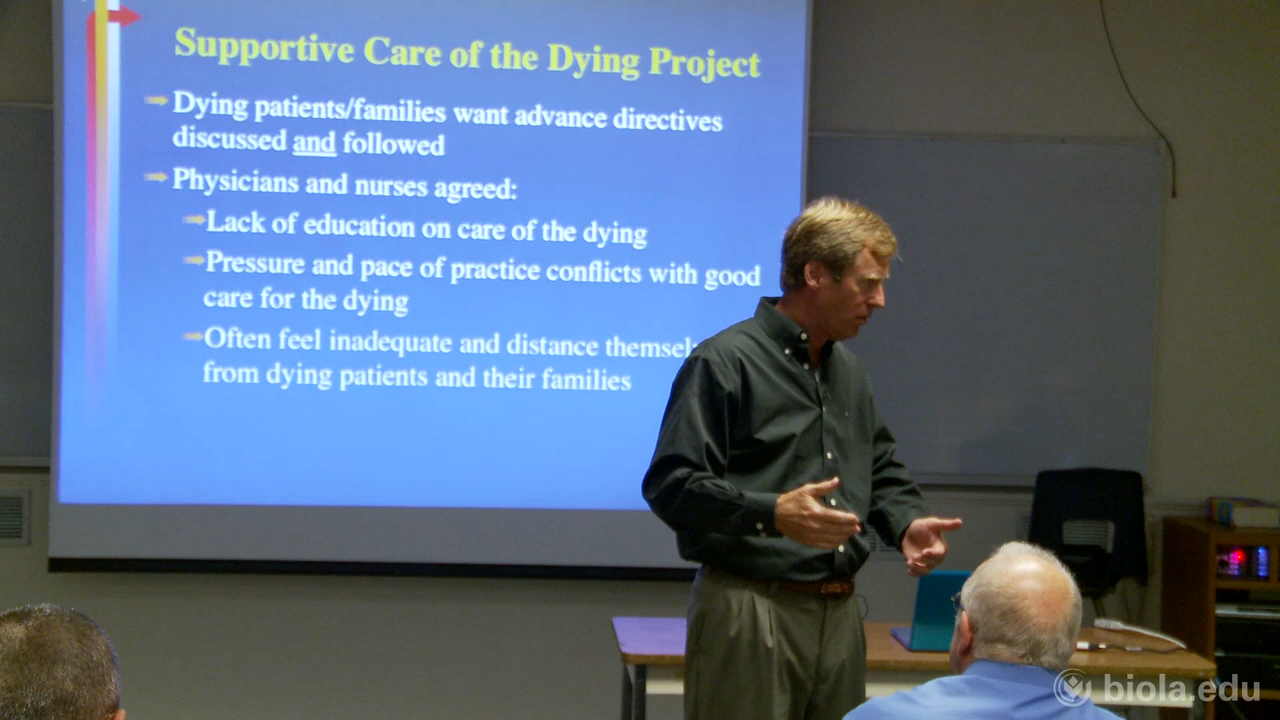 Supportive Care of the Dying Project
Dying patients/families want advance directives
discussed and followed
Physicians and nurses agreed:
Lack of education on care of the dying
Pressure and pace of practice conflicts with good
care for the dying
Often feel inadequate and distance
from dying patients and their families
biola.edu